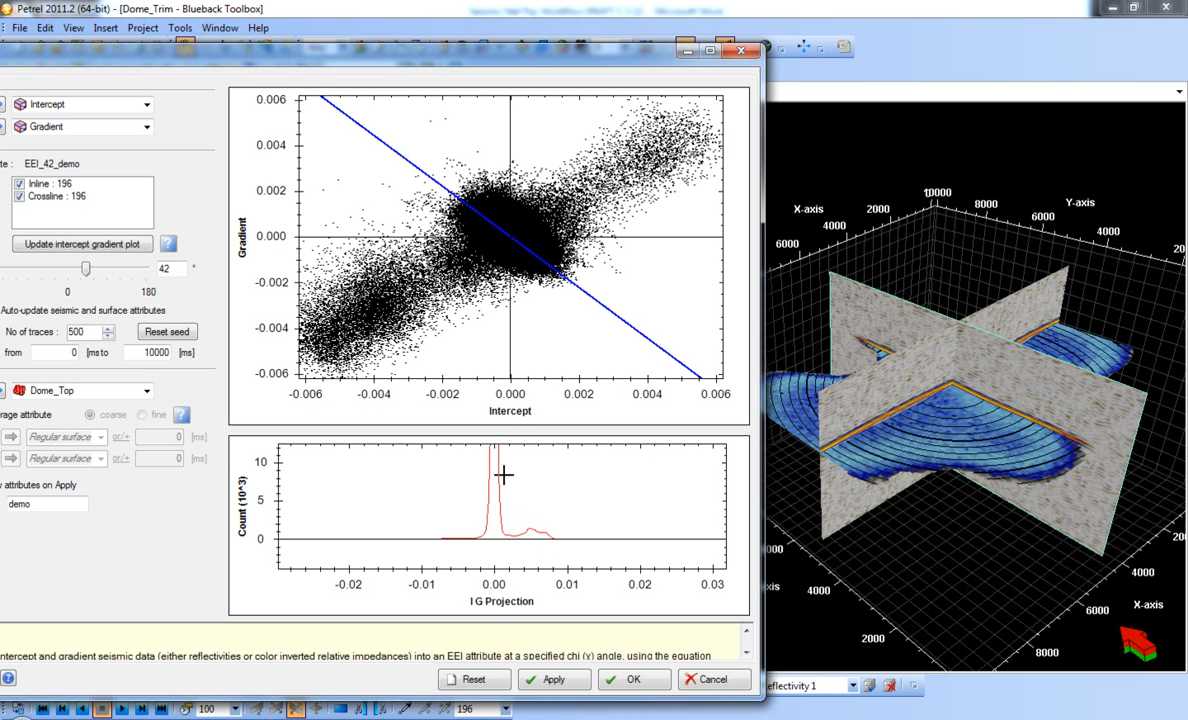 Petrel 2011.2 (64-bit) - [Dome_Trim - Blueback Toolbox]
File Edit View Insert Project Tools Window Help
Intercept
Gradient
EEI_42_demo
Inline : 196
Crossline : 196
Update intercept gradient plot
42 °
0 180
Auto-update seismic and surface attributes
No of traces : 500 Reset seed
from 0 [ms to 10000 [ms]
Dome_Top
rage attribute coarse fine
Regular surface or/+ 0 [ms]
Regular surface or/+ 0 [ms]
w attributes on Apply
demo
0.006
0.004
0.002
0.000
-0.002
-0.004
-0.006
Gradient
-0.006 -0.004 -0.002 0.000 0.002 0.004 0.006
Intercept
10
5
0
Count (10^3)
-0.02 -0.01 0.00 0.01 0.02 0.03
I G Projection
ntercept and gradient seismic data (either reflectivities or color inverted relative impedances) into an EEI attribute at a specified chi (χ) angle, using the equation
Reset Apply OK Cancel
100 196
10000
X-axis 2000 8000 Y-axis
4000 6000
6000 4000
4000
4000 6000 X-axis
2000 8000
eflectivity 1